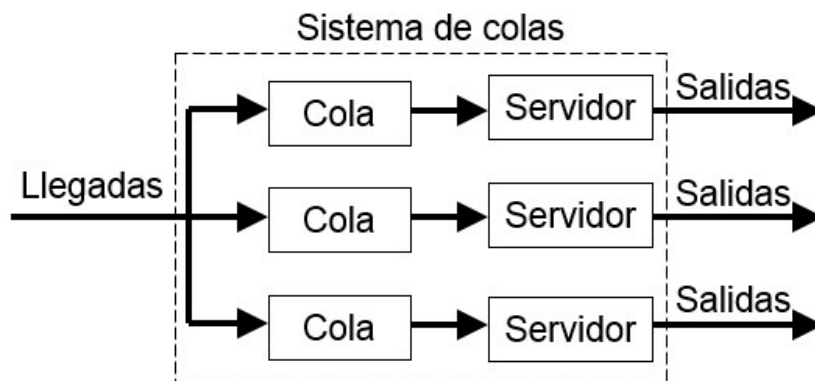 Sistema de colas
Cola
Servidor
Salidas
Llegadas
Cola
Servidor
Salidas
Cola
Servidor
Salidas